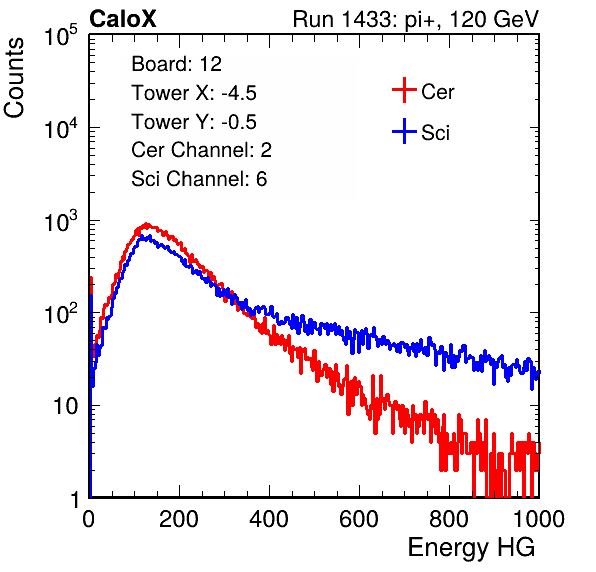 CaloX Run 1433: pi+, 120 GeV
Counts
Board: 12
Tower X: -4.5
Tower Y: -0.5
Cer Channel: 2
Sci Channel: 6
Cer
Sci
10^5
10^4
10^3
10^2
10
1
0 200 400 600 800 1000
Energy HG